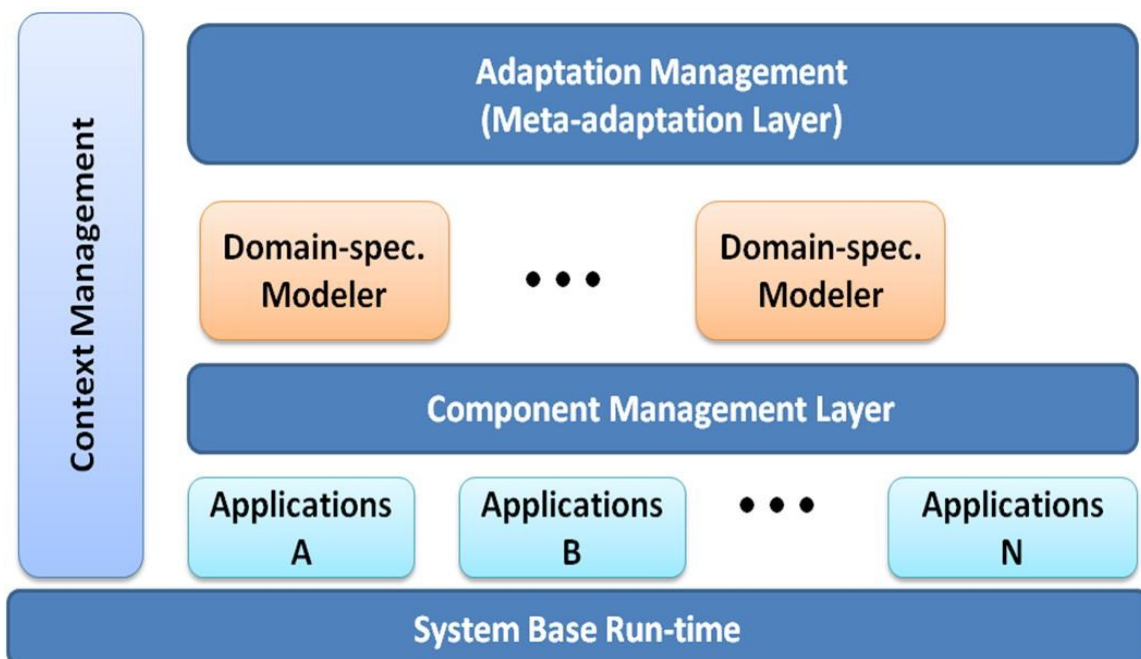 Context Management
Adaptation Management
(Meta-adaptation Layer)
Domain-spec.
Modeler
Domain-spec.
Modeler
Component Management Layer
Applications
A
Applications
B
Applications
N
System Base Run-time